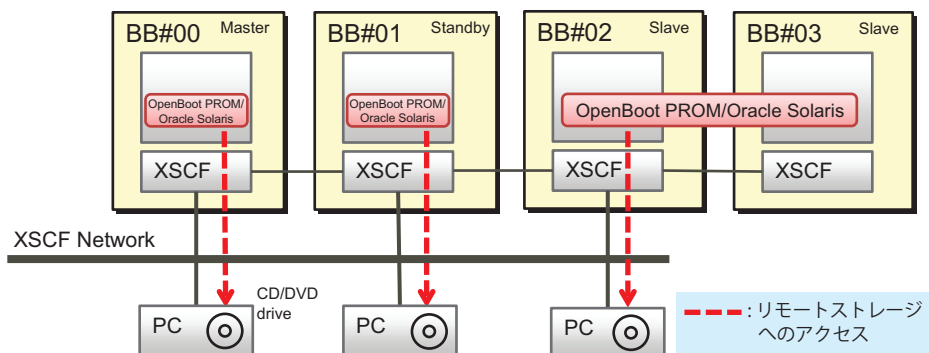 BB#00 Master
BB#01 Standby
BB#02 Slave
BB#03 Slave
OpenBoot PROM/
Oracle Solaris
OpenBoot PROM/
Oracle Solaris
OpenBoot PROM/Oracle Solaris
XSCF
XSCF
XSCF
XSCF
XSCF Network
CD/DVD
drive
PC
PC
PC
: リモートストレージ
へのアクセス